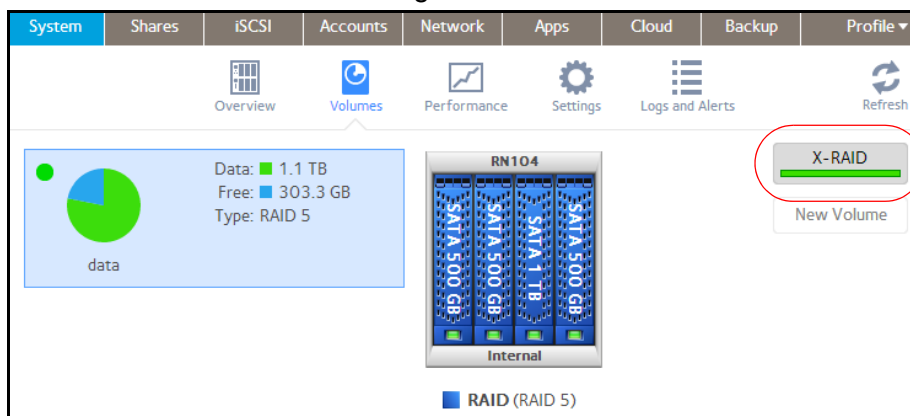 System Shares iSCSI Accounts Network Apps Cloud Backup Profile ▾
Overview Volumes Performance Settings Logs and Alerts Refresh
Data: 1.1 TB
Free: 303.3 GB
Type: RAID 5
data
RN104
SATA 500 GB
SATA 500 GB
SATA 1 TB
SATA 500 GB
Internal
RAID (RAID 5)
X-RAID
New Volume